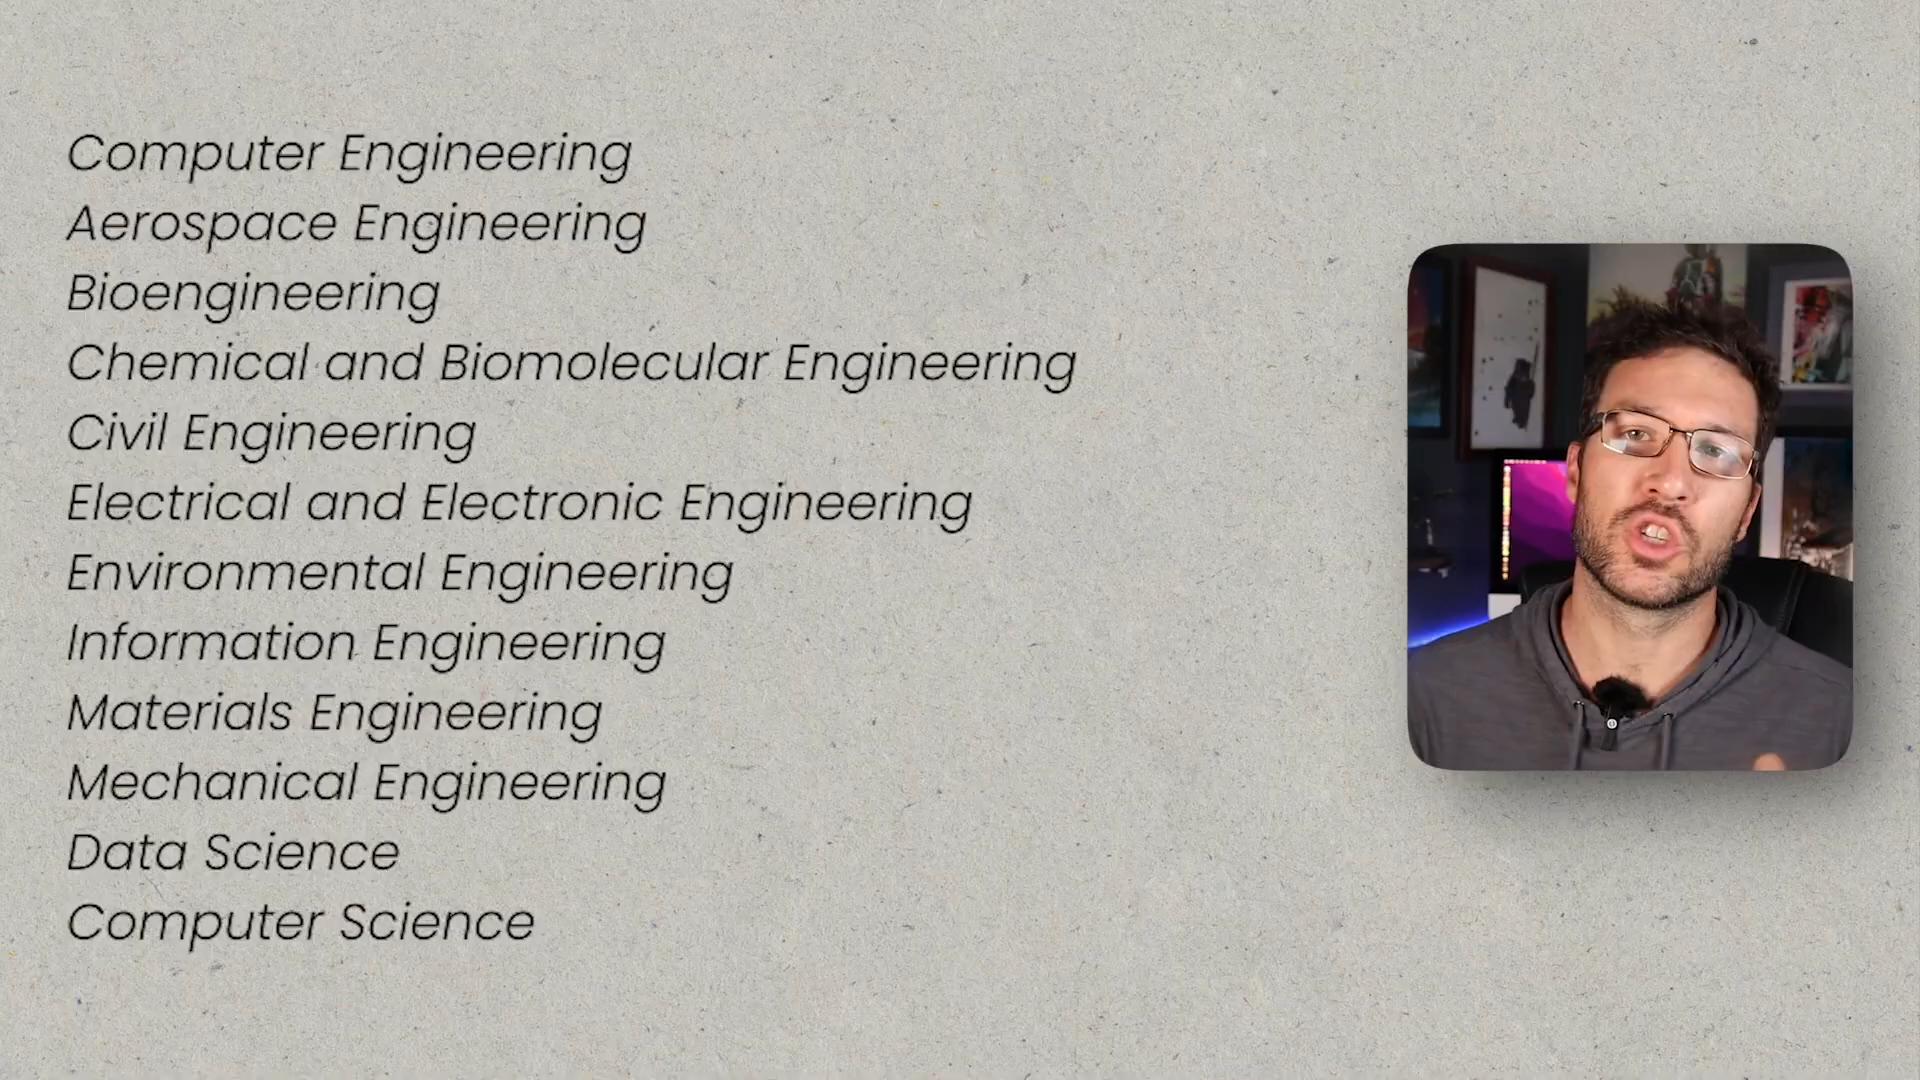 Computer Engineering
Aerospace Engineering
Bioengineering
Chemical and Biomolecular Engineering
Civil Engineering
Electrical and Electronic Engineering
Environmental Engineering
Information Engineering
Materials Engineering
Mechanical Engineering
Data Science
Computer Science